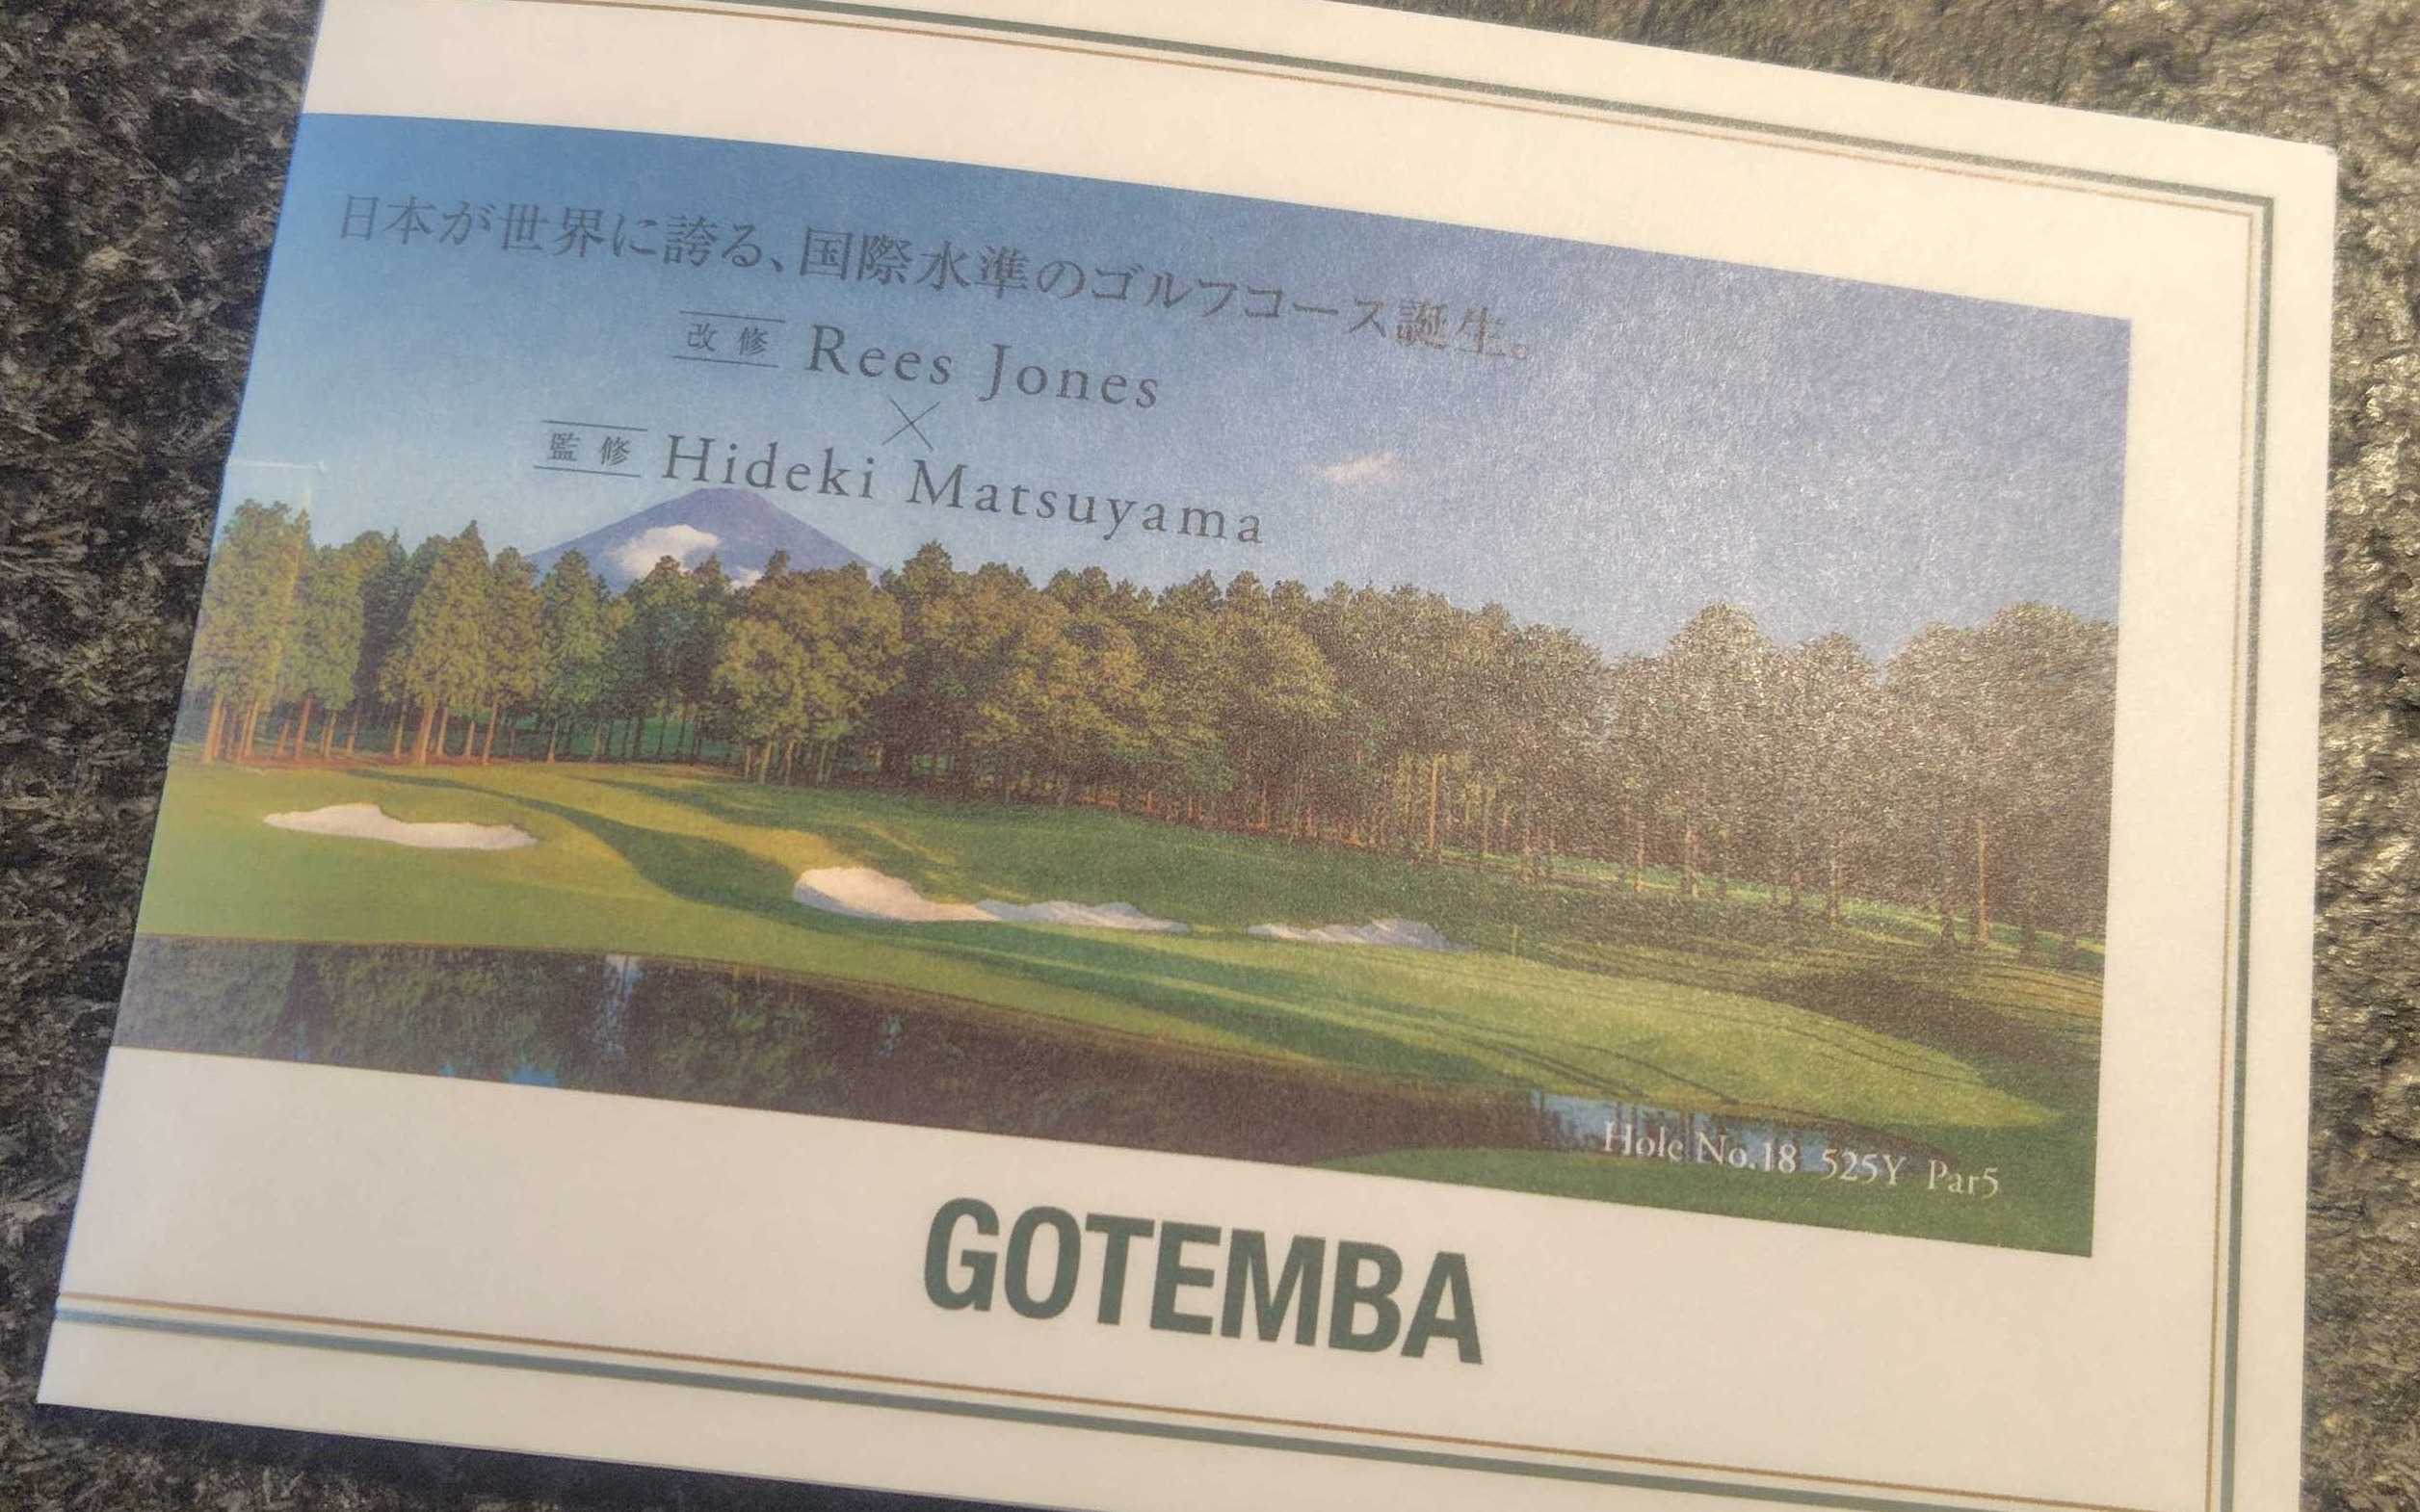 日本が世界に誇る、国際水準のゴルフコース誕生。
改修 Rees Jones
×
監修 Hideki Matsuyama
Hole No.18 525Y Par5
GOTEMBA